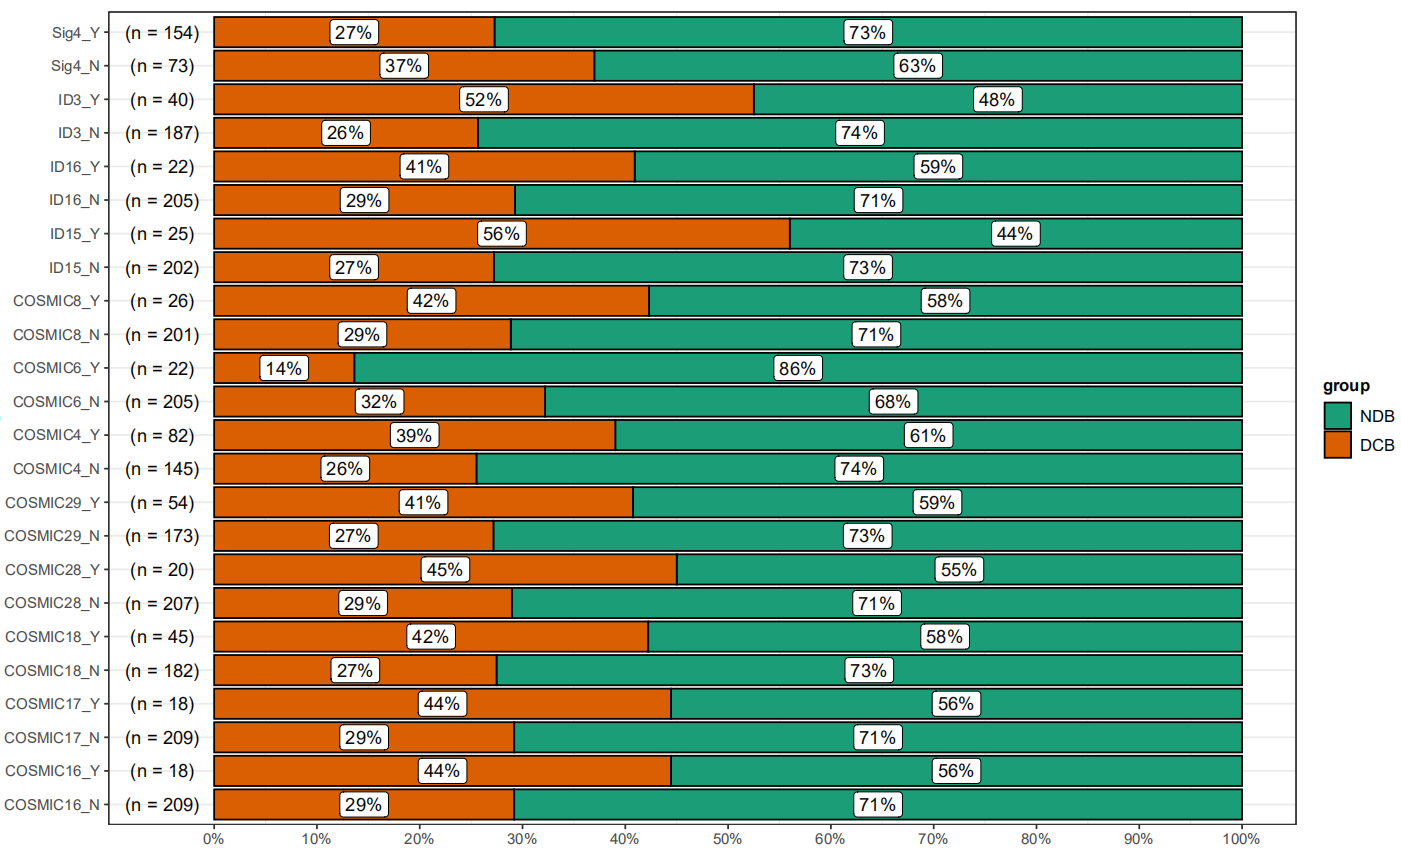 Sig4_Y (n = 154) 27% 73%
Sig4_N (n = 73) 37% 63%
ID3_Y (n = 40) 52% 48%
ID3_N (n = 187) 26% 74%
ID16_Y (n = 22) 41% 59%
ID16_N (n = 205) 29% 71%
ID15_Y (n = 25) 56% 44%
ID15_N (n = 202) 27% 73%
COSMIC8_Y (n = 26) 42% 58%
COSMIC8_N (n = 201) 29% 71%
COSMIC6_Y (n = 22) 14% 86%
COSMIC6_N (n = 205) 32% 68%
COSMIC4_Y (n = 82) 39% 61%
COSMIC4_N (n = 145) 26% 74%
COSMIC29_Y (n = 54) 41% 59%
COSMIC29_N (n = 173) 27% 73%
COSMIC28_Y (n = 20) 45% 55%
COSMIC28_N (n = 207) 29% 71%
COSMIC18_Y (n = 45) 42% 58%
COSMIC18_N (n = 182) 27% 73%
COSMIC17_Y (n = 18) 44% 56%
COSMIC17_N (n = 209) 29% 71%
COSMIC16_Y (n = 18) 44% 56%
COSMIC16_N (n = 209) 29% 71%
0% 10% 20% 30% 40% 50% 60% 70% 80% 90% 100%
group
NDB
DCB